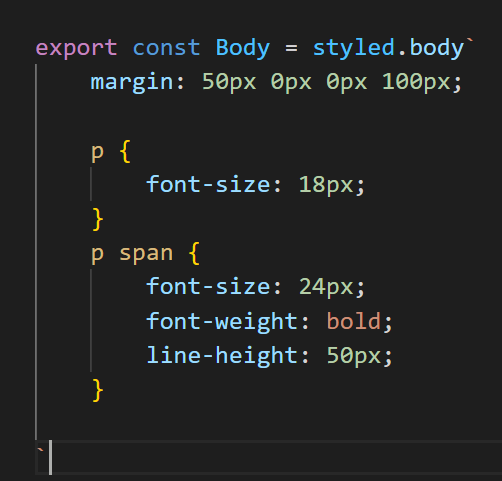 export const Body = styled.body`
    margin: 50px 0px 0px 100px;

    p {
        font-size: 18px;
    }
    p span {
        font-size: 24px;
        font-weight: bold;
        line-height: 50px;
    }

`